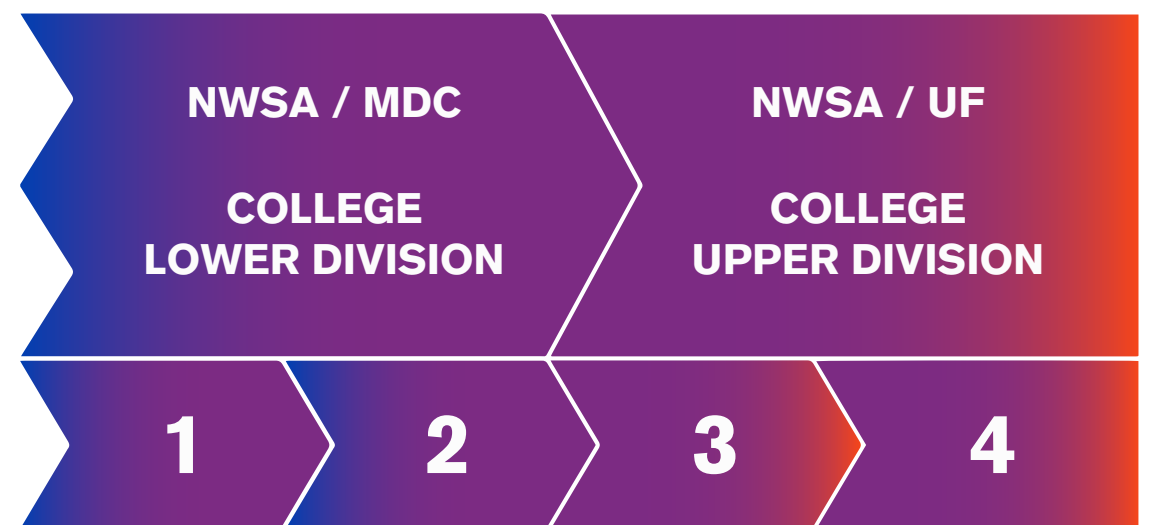 NWSA / MDC
COLLEGE
LOWER DIVISION
NWSA / UF
COLLEGE
UPPER DIVISION
1
2
3
4